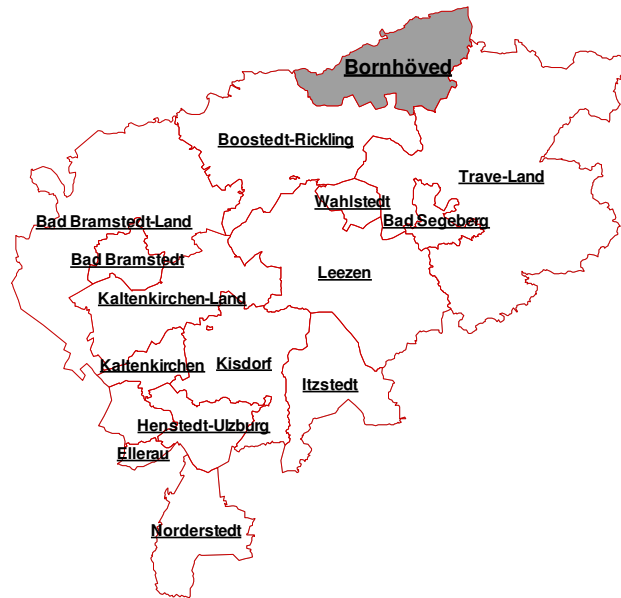 Bornhöved
Boostedt-Rickling
Trave-Land
Wahlstedt
Bad Bramstedt-Land
Bad Segeberg
Bad Bramstedt
Leezen
Kaltenkirchen-Land
Kaltenkirchen
Kisdorf
Itzstedt
Henstedt-Ulzburg
Ellerau
Norderstedt